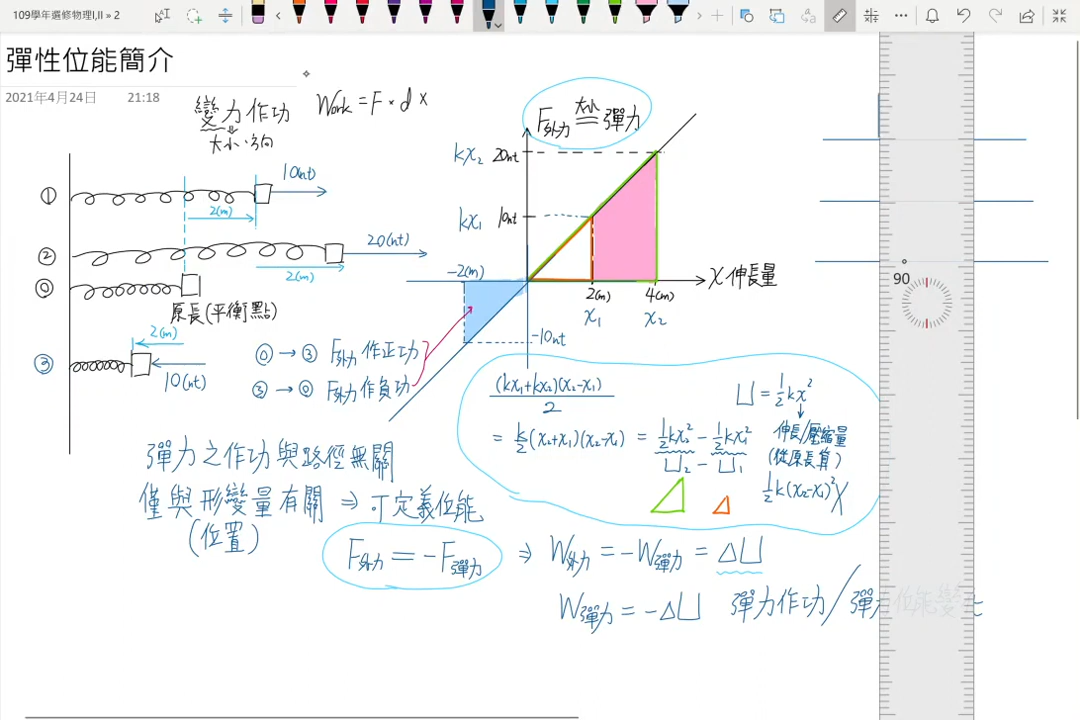 109學年選修物理I,II » 2
彈性位能簡介
2021年4月24日 21:18
變力作功
大小、方向
Work = F × d ×
F外力 大小 = 彈力
① 10(nt)
2(m)
② 20(nt)
2(m)
⓪ 原長(平衡點)
③ 2(m)
10(nt)
⓪ → ③ F外力 作正功
③ → ⓪ F外力 作負功
kx₂ 20nt
kx₁ 10nt
-2(m)
x 伸長量
2(m) 4(m)
x₁ x₂
-10nt
90
(kx₁+kx₂)(x₂-x₁)/2
= k/2(x₂+x₁)(x₂-x₁) = 1/2kx₂² - 1/2kx₁²
U₂ - U₁
U = 1/2kx²
伸長/壓縮量
(從原長算)
1/2k(x₂-x₁)² ×
彈力之作功與路徑無關
僅與形變量有關 ⇒ 可定義位能
(位置)
F外力 = -F彈力 ⇒ W外力 = -W彈力 = ΔU
W彈力 = -ΔU 彈力作功/彈力位能變化